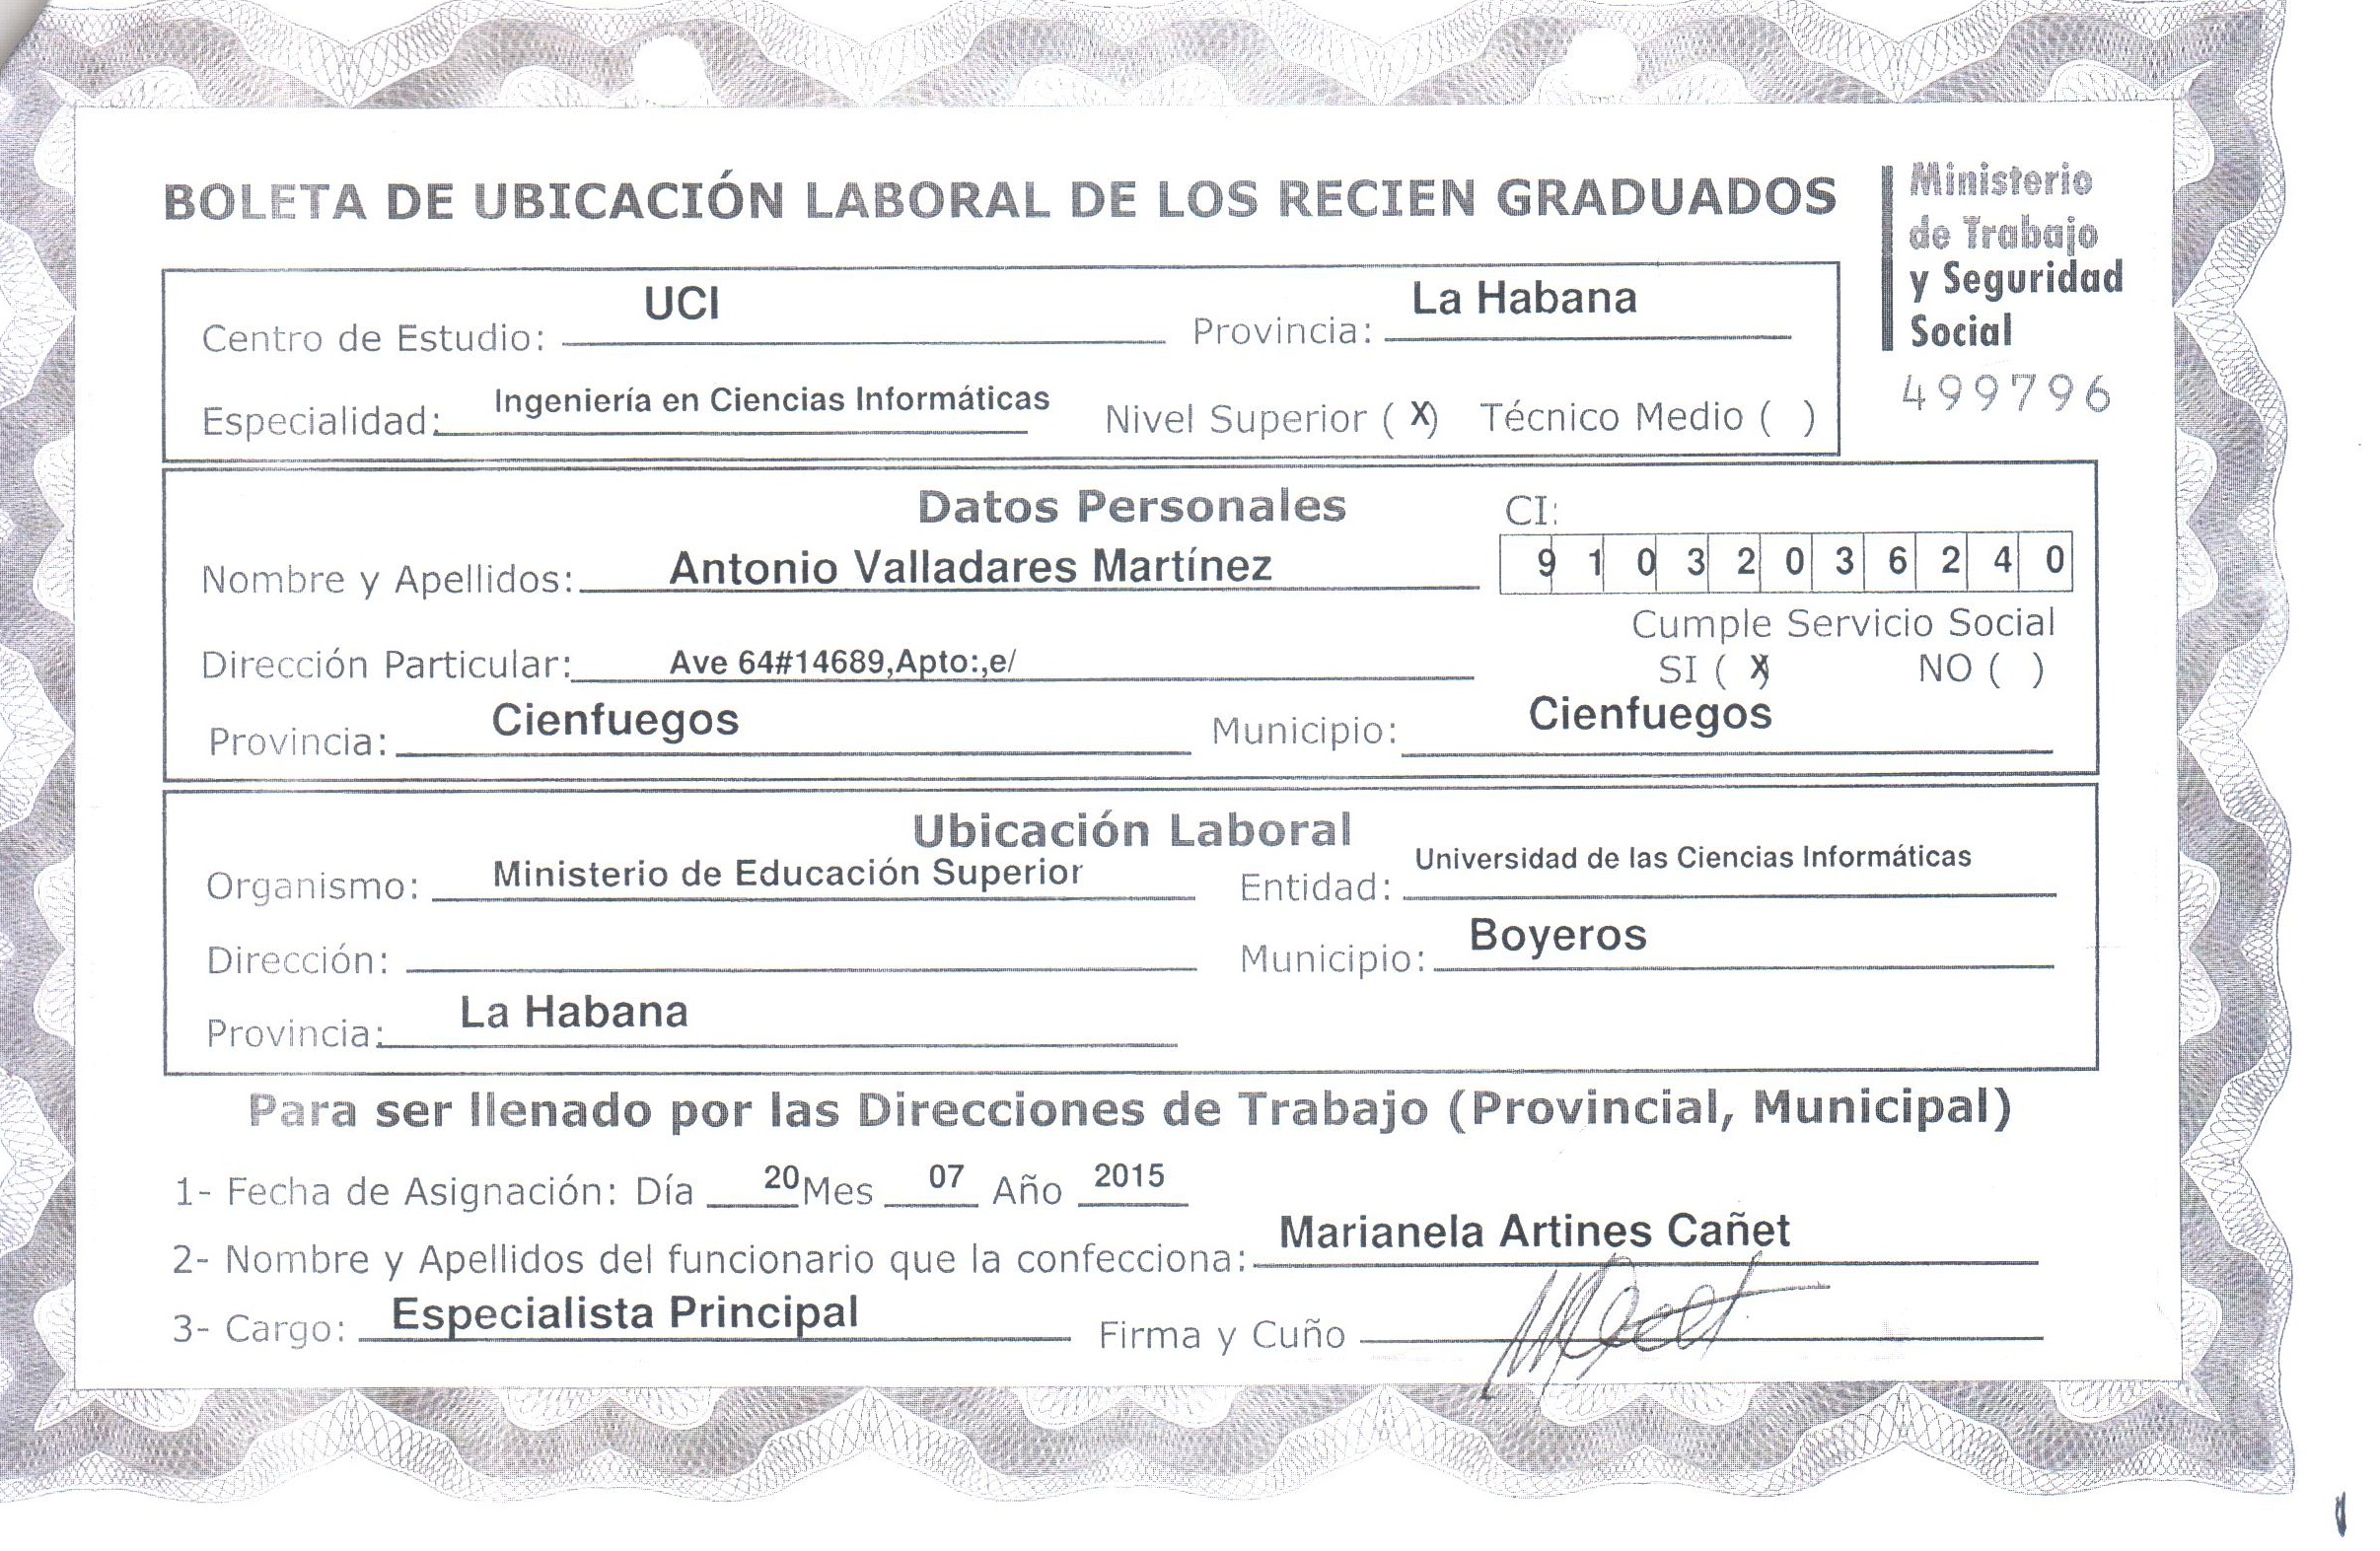 BOLETA DE UBICACIÓN LABORAL DE LOS RECIEN GRADUADOS
Ministerio
de Trabajo
y Seguridad
Social
499796
Centro de Estudio: UCI Provincia: La Habana
Especialidad: Ingeniería en Ciencias Informáticas Nivel Superior ( X) Técnico Medio ( )
Datos Personales
CI:
Nombre y Apellidos: Antonio Valladares Martínez 9 1 0 3 2 0 3 6 2 4 0
Cumple Servicio Social
Dirección Particular: Ave 64#14689,Apto:,e/ SI ( X) NO ( )
Provincia: Cienfuegos Municipio: Cienfuegos
Ubicación Laboral
Organismo: Ministerio de Educación Superior Entidad: Universidad de las Ciencias Informáticas
Dirección: Municipio: Boyeros
Provincia: La Habana
Para ser llenado por las Direcciones de Trabajo (Provincial, Municipal)
1- Fecha de Asignación: Día 20 Mes 07 Año 2015
2- Nombre y Apellidos del funcionario que la confecciona: Marianela Artines Cañet
3- Cargo: Especialista Principal Firma y Cuño